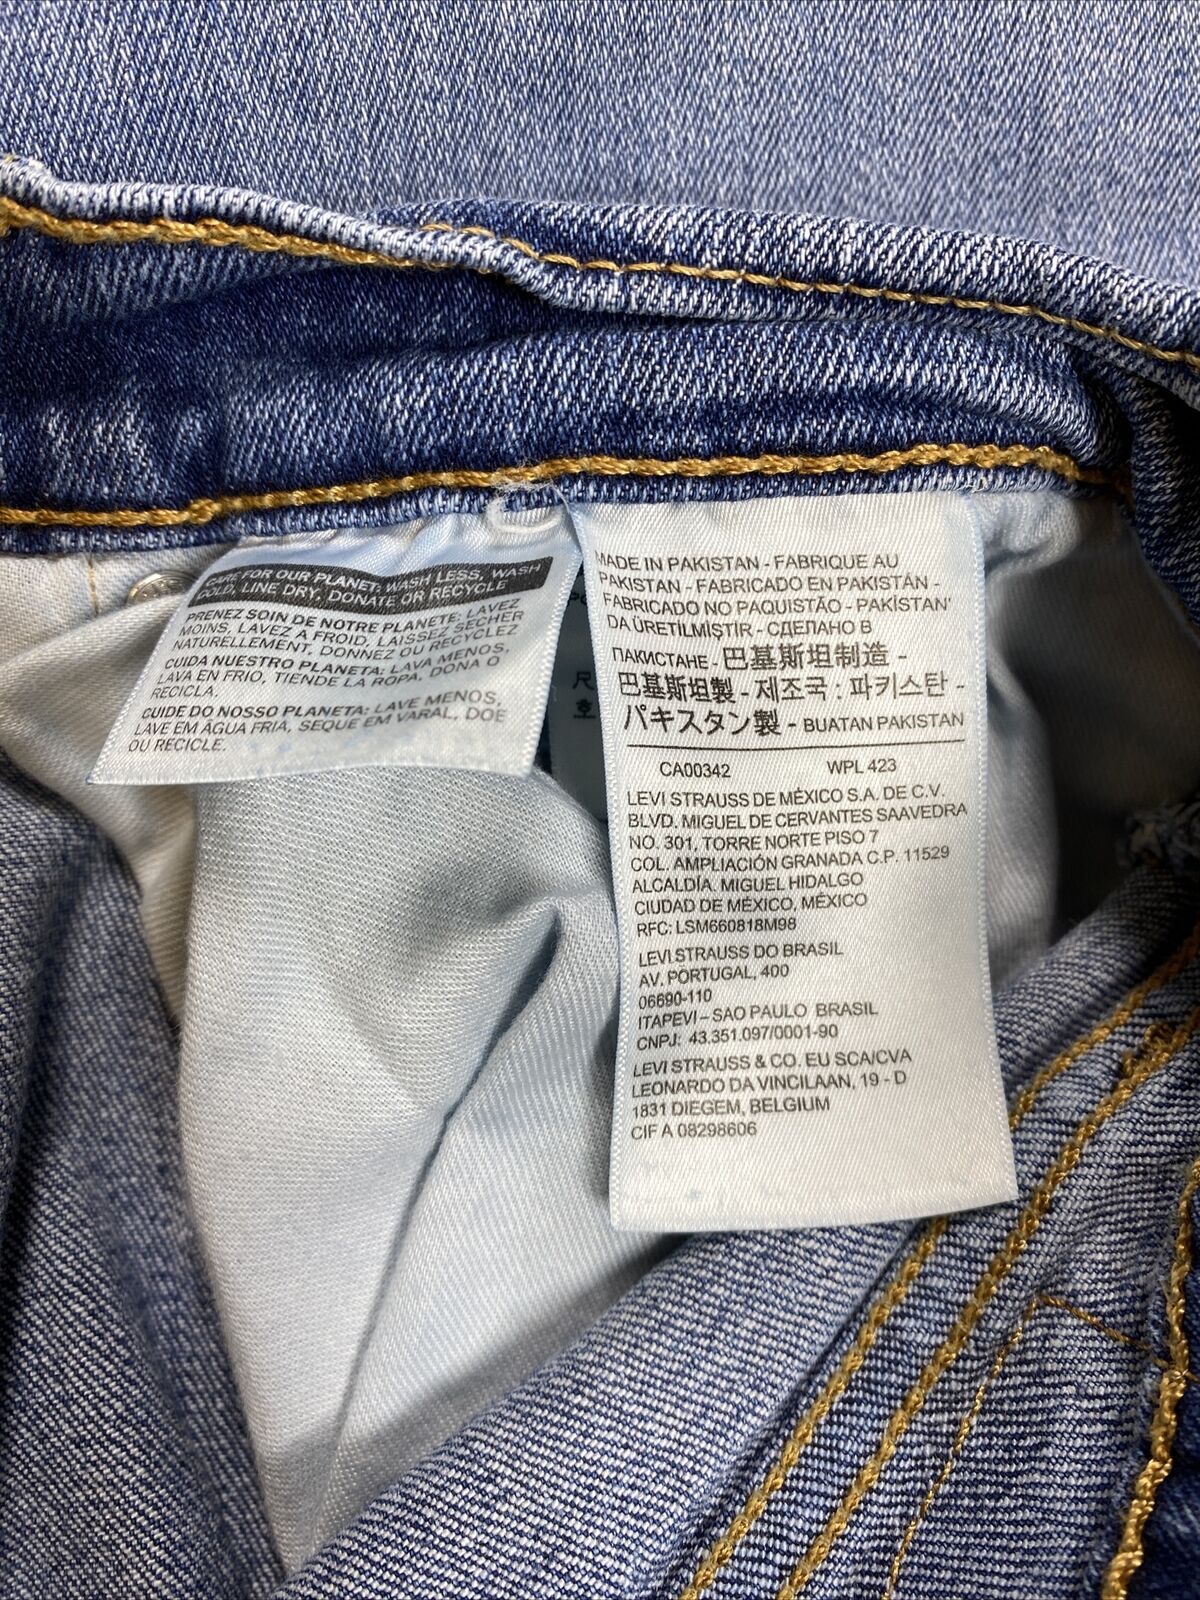 CARE FOR OUR PLANET: WASH LESS, WASH
COLD, LINE DRY, DONATE OR RECYCLE
PRENEZ SOIN DE NOTRE PLANETE: LAVEZ
MOINS, LAVEZ A FROID, LAISSEZ SECHER
NATURELLEMENT, DONNEZ OU RECYCLEZ
CUIDA NUESTRO PLANETA: LAVA MENOS,
LAVA EN FRIO, TIENDE LA ROPA, DONA O
RECICLA.
CUIDE DO NOSSO PLANETA: LAVE MENOS,
LAVE EM ÁGUA FRIA, SEQUE EM VARAL, DOE
OU RECICLE.
MADE IN PAKISTAN - FABRIQUE AU
PAKISTAN - FABRICADO EN PAKISTÁN -
FABRICADO NO PAQUISTÃO - PAKİSTAN'
DA ÜRETILMIŞTIR - СДЕЛАНО В
ПАКИСТАНЕ - 巴基斯坦制造 -
巴基斯坦製 - 제조국 : 파키스탄 -
パキスタン製 - BUATAN PAKISTAN
CA00342 WPL 423
LEVI STRAUSS DE MÉXICO S.A. DE C.V.
BLVD. MIGUEL DE CERVANTES SAAVEDRA
NO. 301, TORRE NORTE PISO 7
COL. AMPLIACIÓN GRANADA C.P. 11529
ALCALDÍA. MIGUEL HIDALGO
CIUDAD DE MÉXICO, MÉXICO
RFC: LSM660818M98
LEVI STRAUSS DO BRASIL
AV. PORTUGAL, 400
06690-110
ITAPEVI – SAO PAULO BRASIL
CNPJ: 43.351.097/0001-90
LEVI STRAUSS & CO. EU SCA/CVA
LEONARDO DA VINCILAAN, 19 - D
1831 DIEGEM, BELGIUM
CIF A 08298606